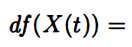 df(X(t)) =